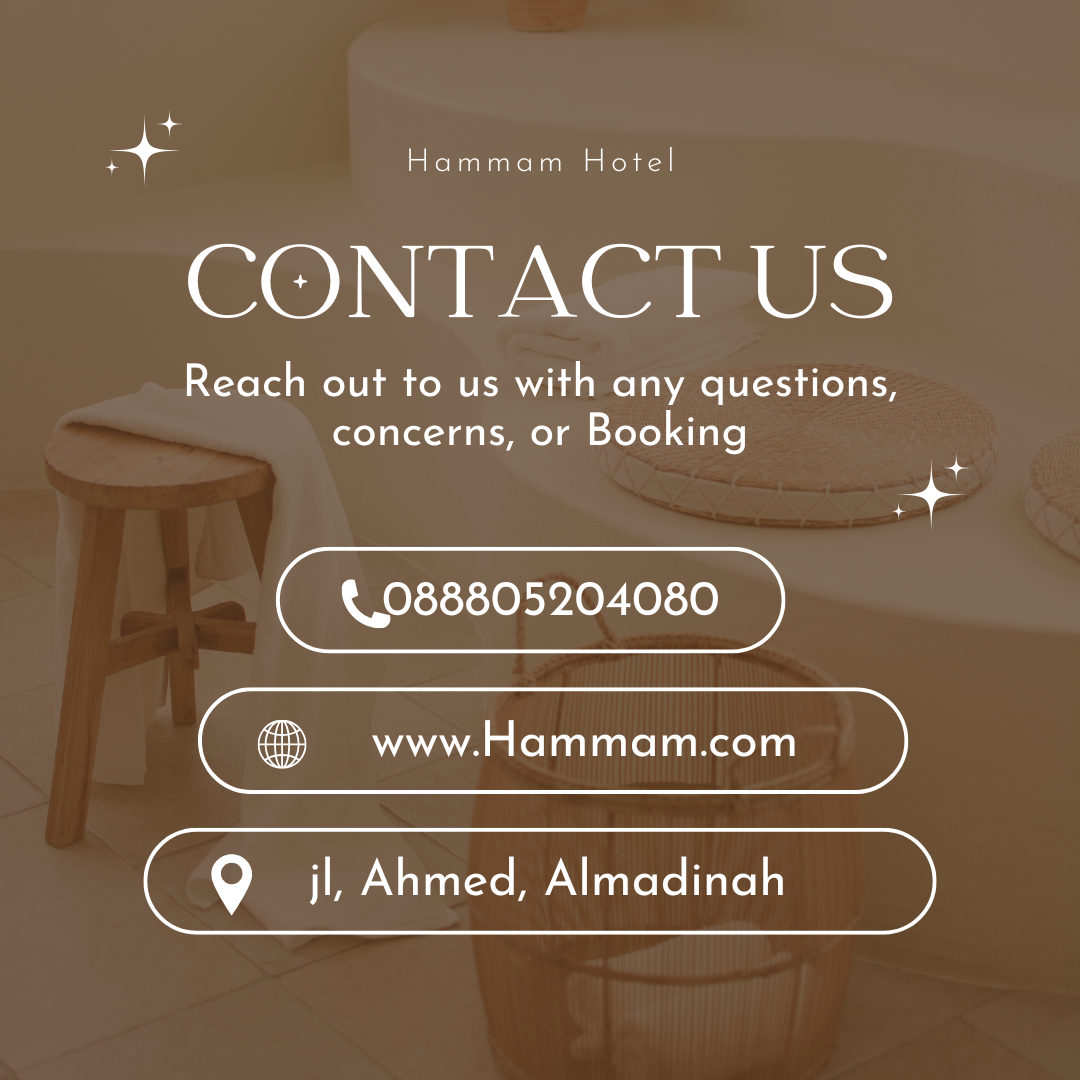 Hammam Hotel
CONTACT US
Reach out to us with any questions,
concerns, or Booking
088805204080
www.Hammam.com
jl, Ahmed, Almadinah